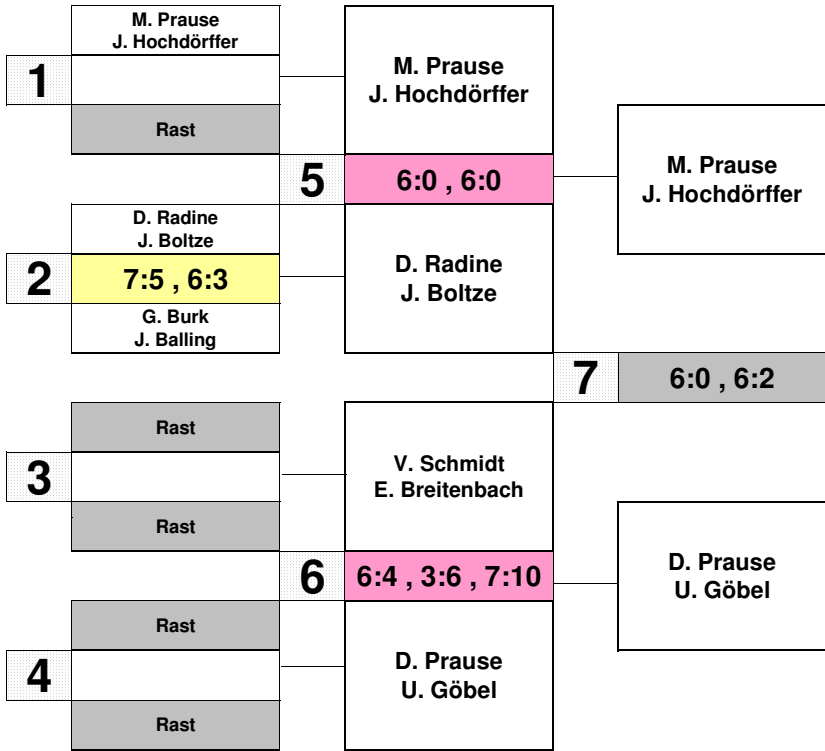 M. Prause
J. Hochdörffer
1
Rast
M. Prause
J. Hochdörffer
5
6:0 , 6:0
M. Prause
J. Hochdörffer
D. Radine
J. Boltze
2
7:5 , 6:3
G. Burk
J. Balling
D. Radine
J. Boltze
7
6:0 , 6:2
Rast
3
Rast
V. Schmidt
E. Breitenbach
6
6:4 , 3:6 , 7:10
D. Prause
U. Göbel
Rast
4
Rast
D. Prause
U. Göbel